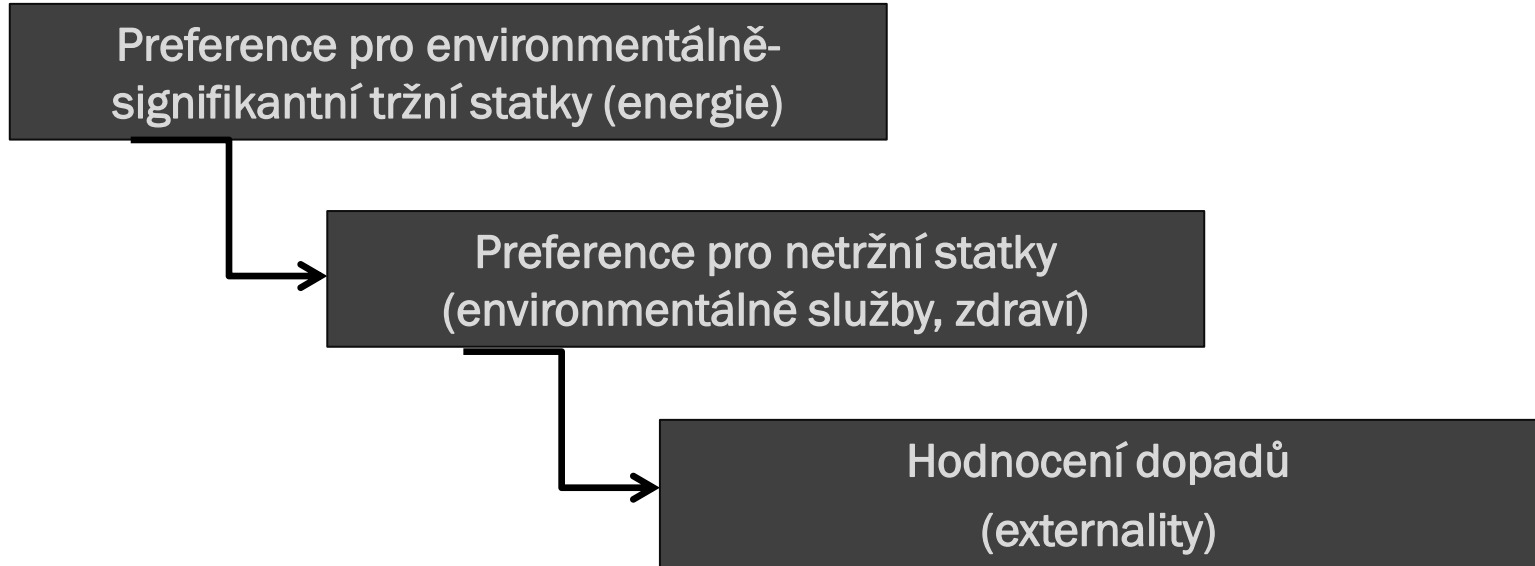 Preference pro environmentálně-
signifikantní tržní statky (energie)
Preference pro netržní statky
(environmentálně služby, zdraví)
Hodnocení dopadů
(externality)